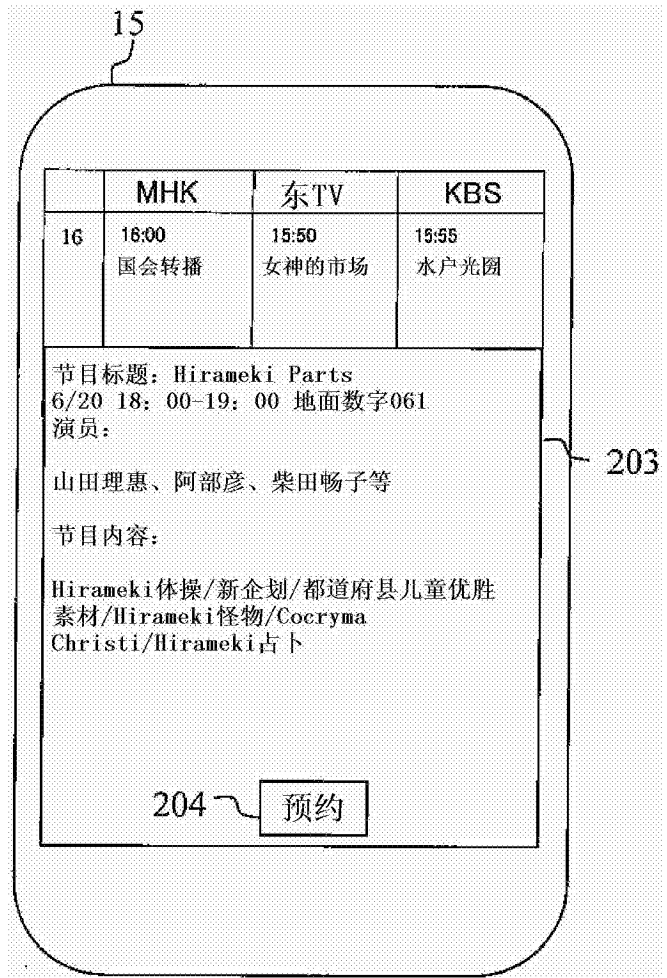 15
MHK 东TV KBS
16 16:00 15:50 15:55
国会转播 女神的市场 水户光圀
节目标题: Hirameki Parts
6/20 18: 00-19: 00 地面数字061
演员:
203
山田理惠、阿部彦、柴田畅子等
节目内容:
Hirameki体操/新企划/都道府县儿童优胜
素材/Hirameki怪物/Cocryma
Christi/Hirameki占卜
204 预约